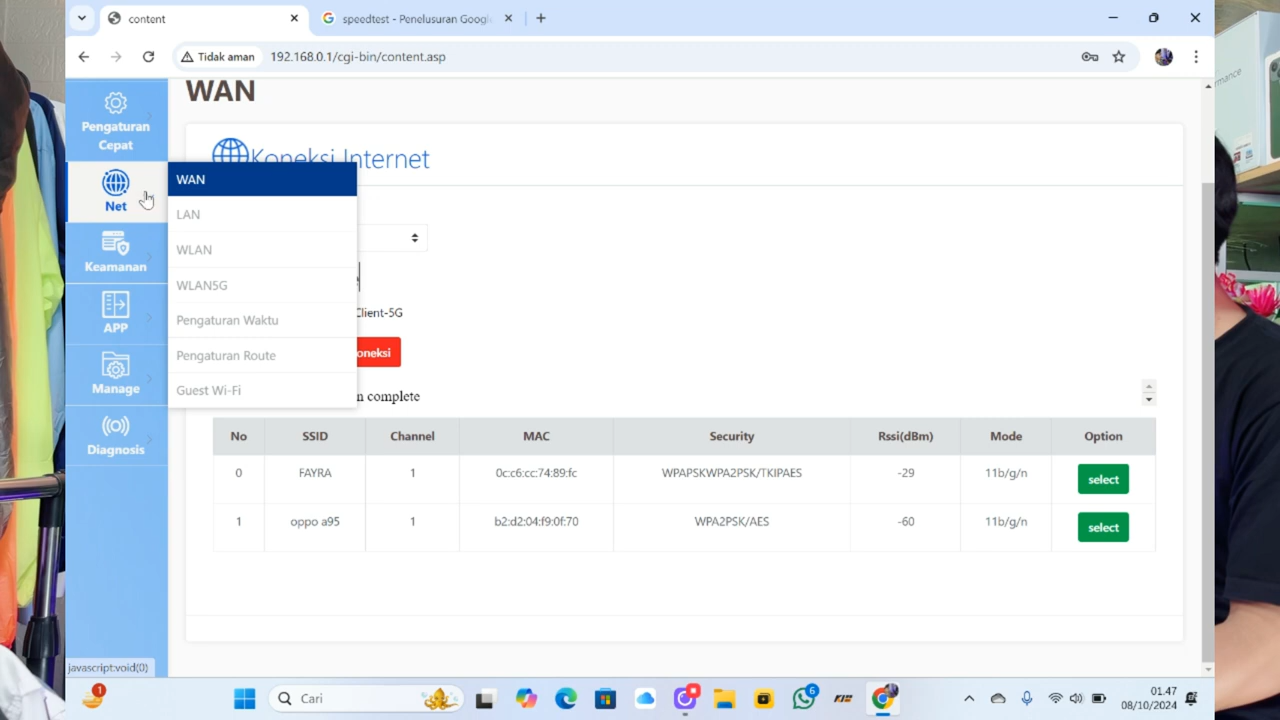 content
speedtest - Penelusuran Googl
Tidak aman
192.168.0.1/cgi-bin/content.asp
WAN
Pengaturan
Cepat
Net
Keamanan
APP
Manage
Diagnosis
Koneksi Internet
WAN
LAN
WLAN
WLAN5G
Pengaturan Waktu
Pengaturan Route
Guest Wi-Fi
Client-5G
oneksi
n complete
No SSID Channel MAC Security Rssi(dBm) Mode Option
0 FAYRA 1 0c:c6:cc:74:89:fc WPAPSKWPA2PSK/TKIPAES -29 11b/g/n select
1 oppo a95 1 b2:d2:04:f9:0f:70 WPA2PSK/AES -60 11b/g/n select
javascript:void(0)
1
Cari
6
01.47
08/10/2024